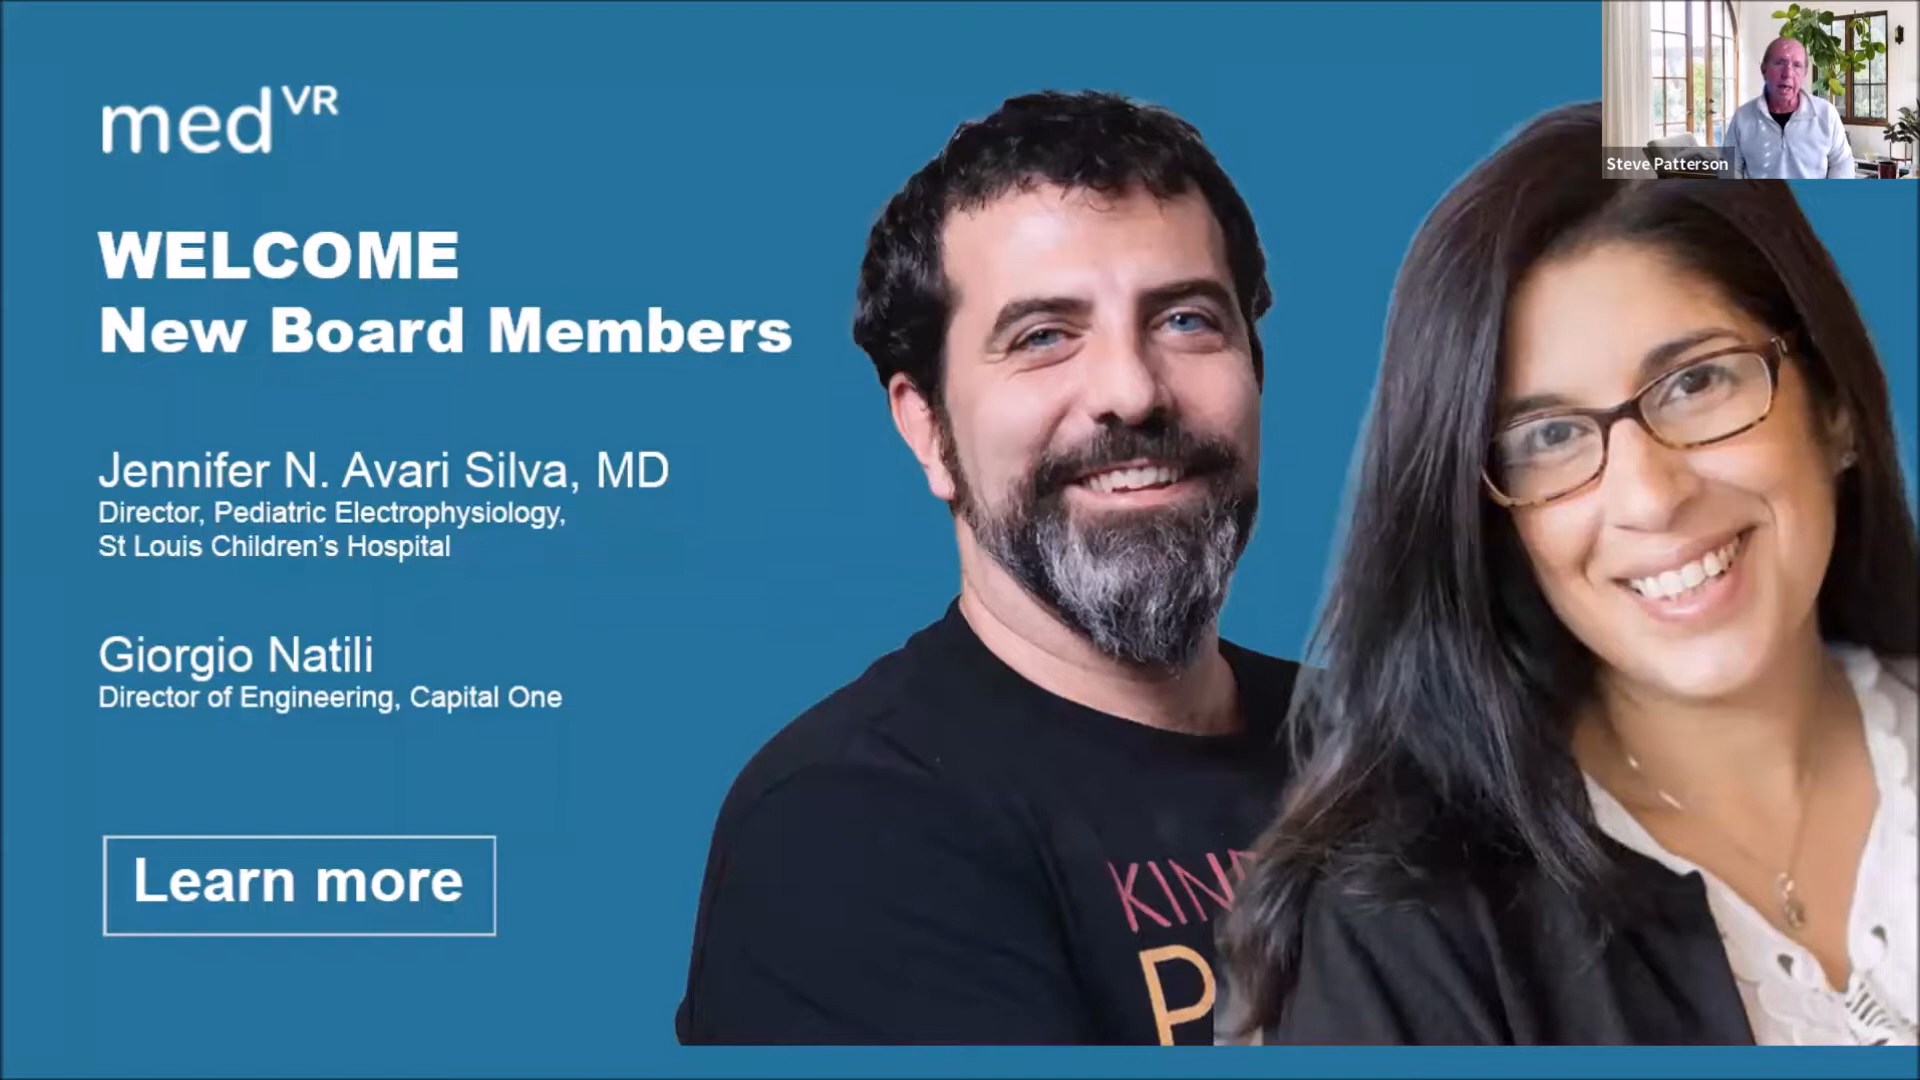 med VR
Steve Patterson
WELCOME
New Board Members
Jennifer N. Avari Silva, MD
Director, Pediatric Electrophysiology,
St Louis Children's Hospital
Giorgio Natili
Director of Engineering, Capital One
Learn more
KIN
P